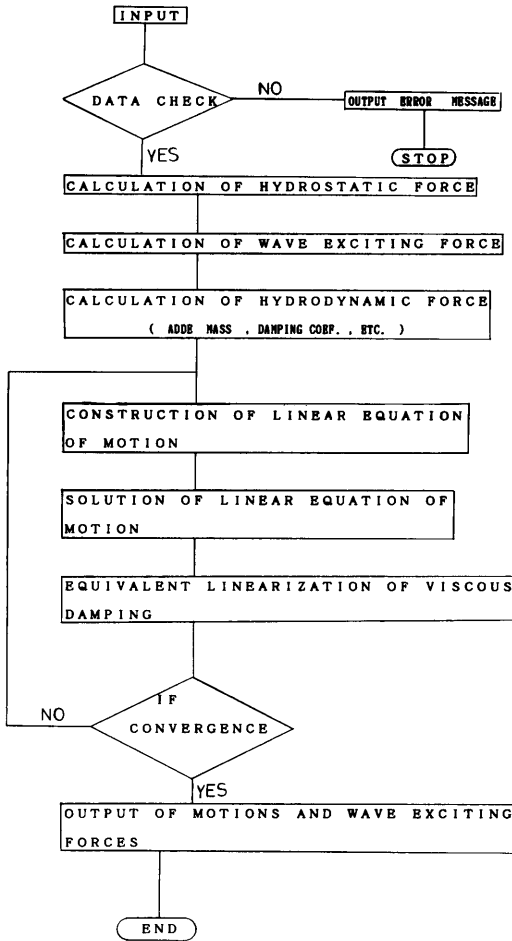 INPUT
DATA CHECK
NO
OUTPUT ERROR MESSAGE
YES
STOP
CALCULATION OF HYDROSTATIC FORCE
CALCULATION OF WAVE EXCITING FORCE
CALCULATION OF HYDRODYNAMIC FORCE
( ADDE MASS , DAMPING COEF. , ETC. )
CONSTRUCTION OF LINEAR EQUATION
OF MOTION
SOLUTION OF LINEAR EQUATION OF
MOTION
EQUIVALENT LINEARIZATION OF VISCOUS
DAMPING
IF
NO
CONVERGENCE
YES
OUTPUT OF MOTIONS AND WAVE EXCITING
FORCES
END